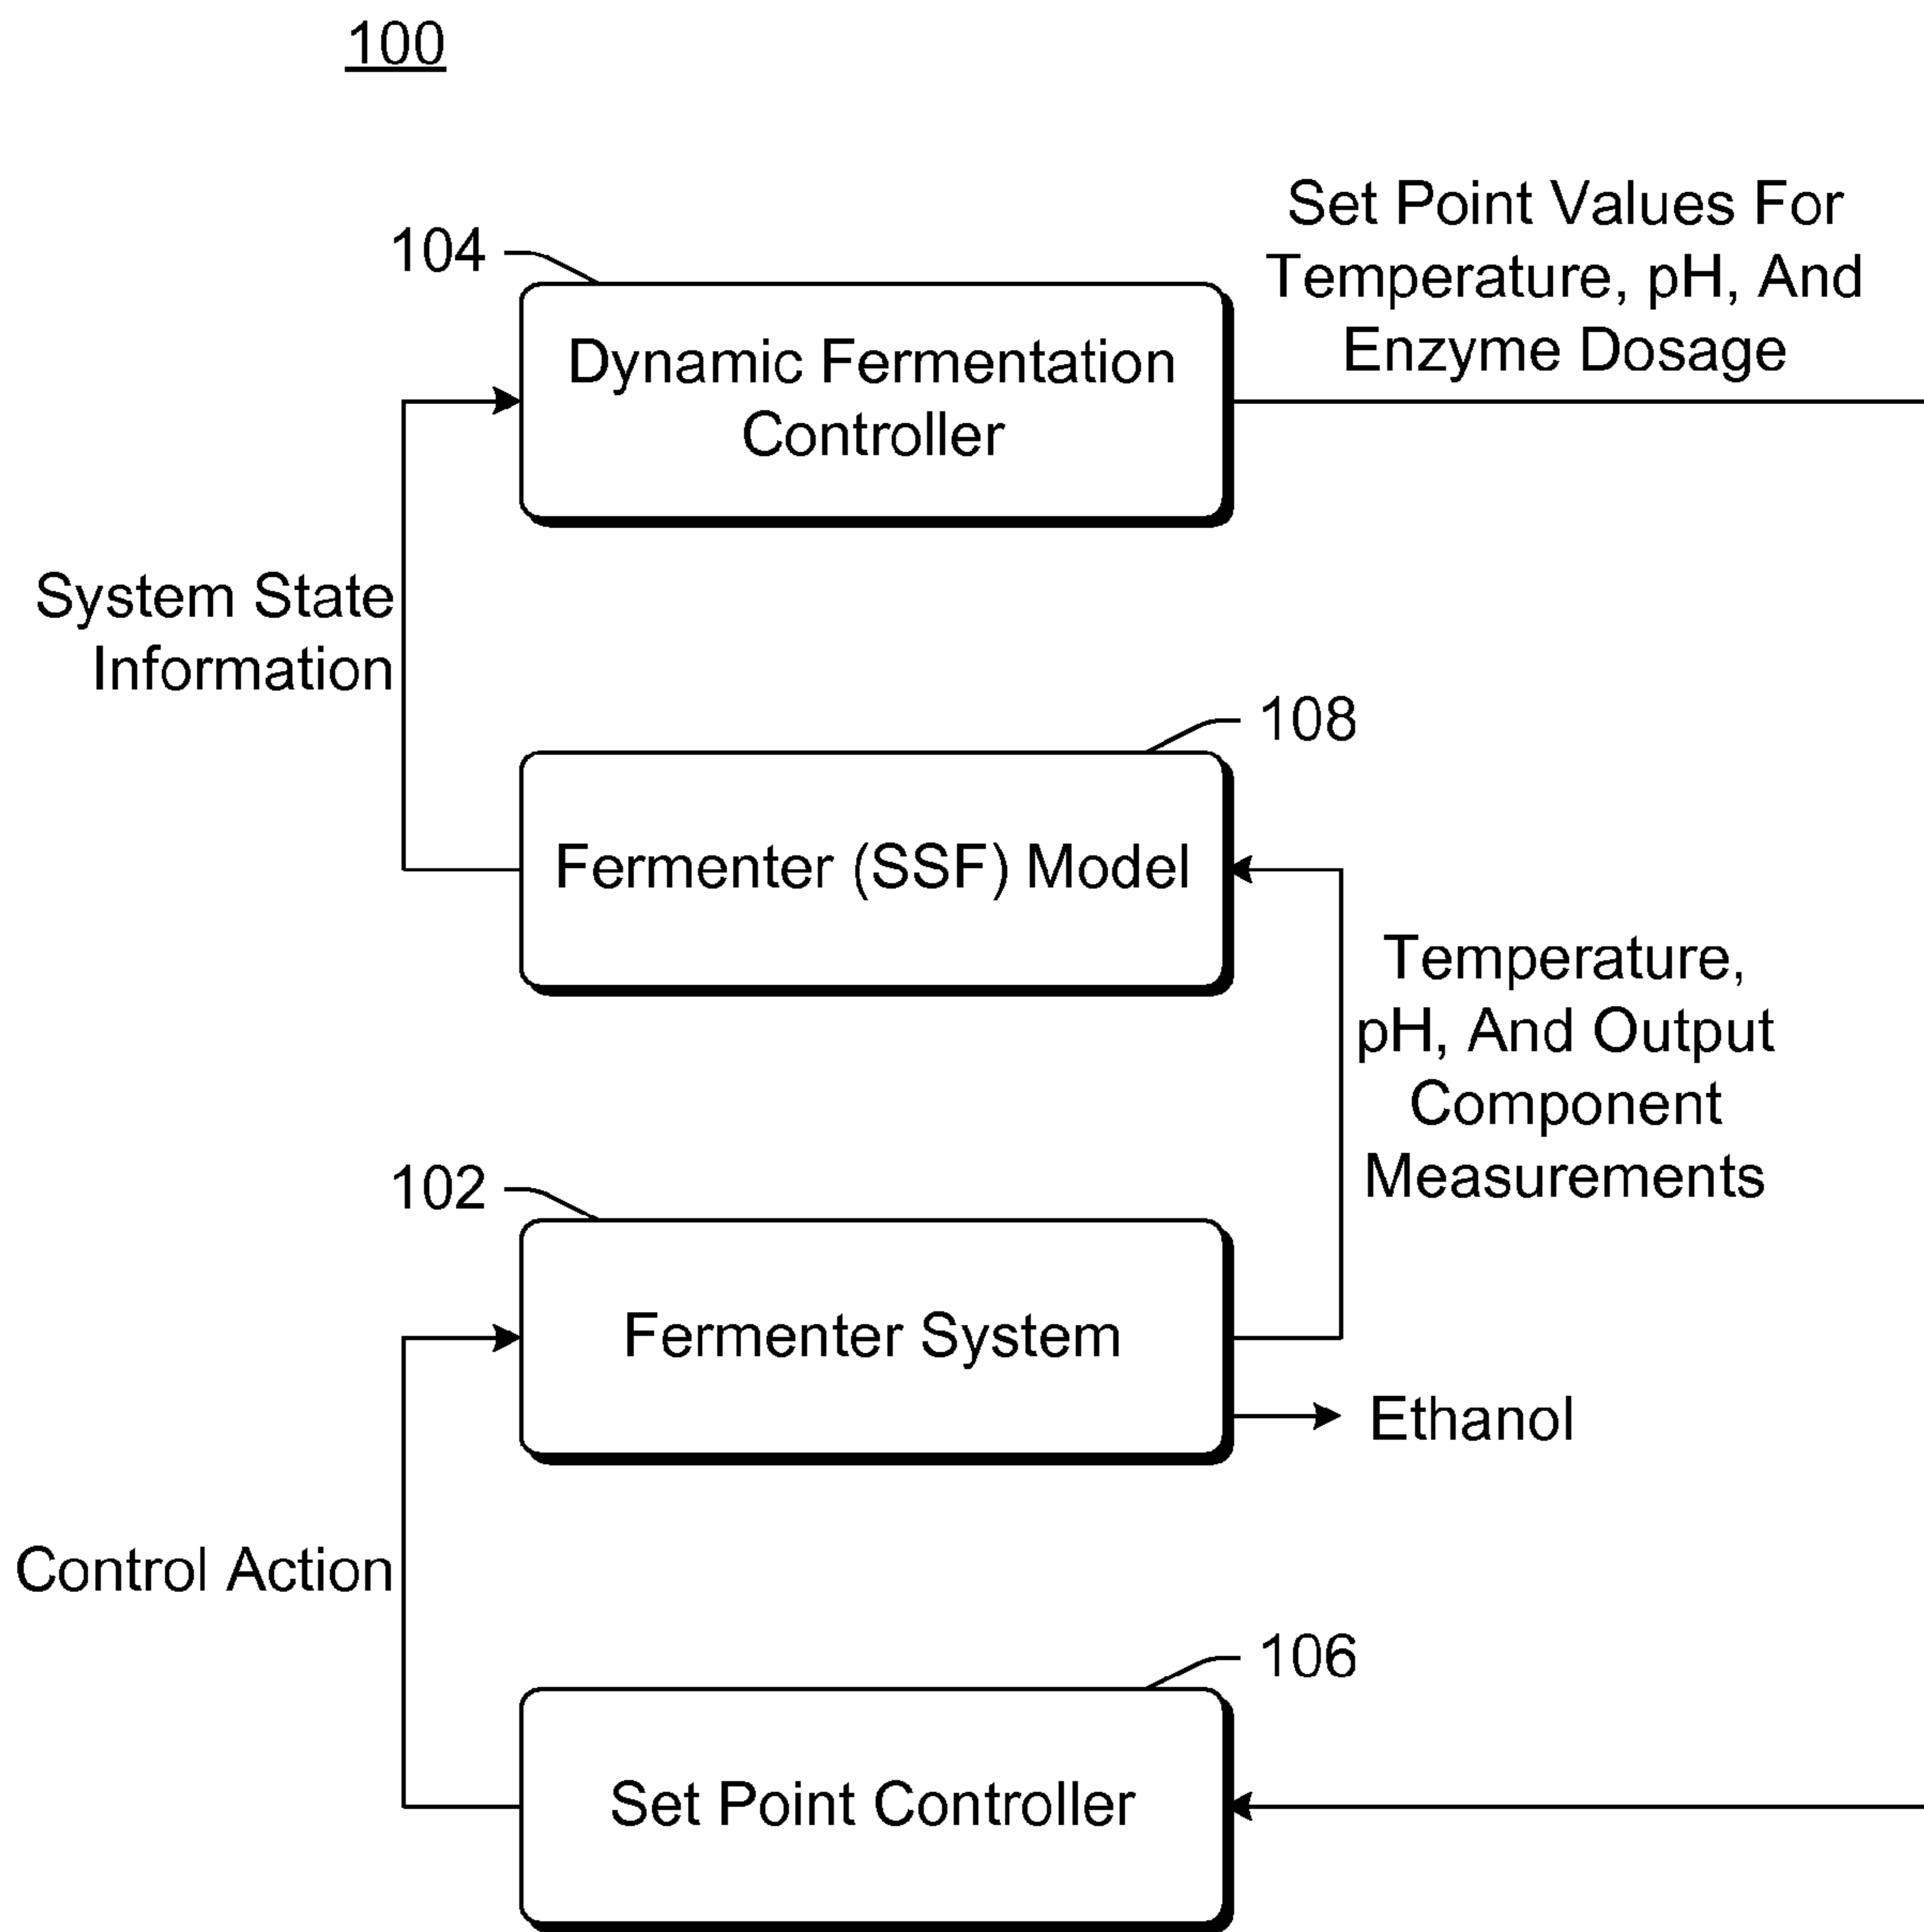 100
104
Set Point Values For
Temperature, pH, And
Enzyme Dosage
Dynamic Fermentation
Controller
System State
Information
108
Fermenter (SSF) Model
Temperature,
pH, And Output
Component
Measurements
102
Fermenter System
Ethanol
Control Action
106
Set Point Controller